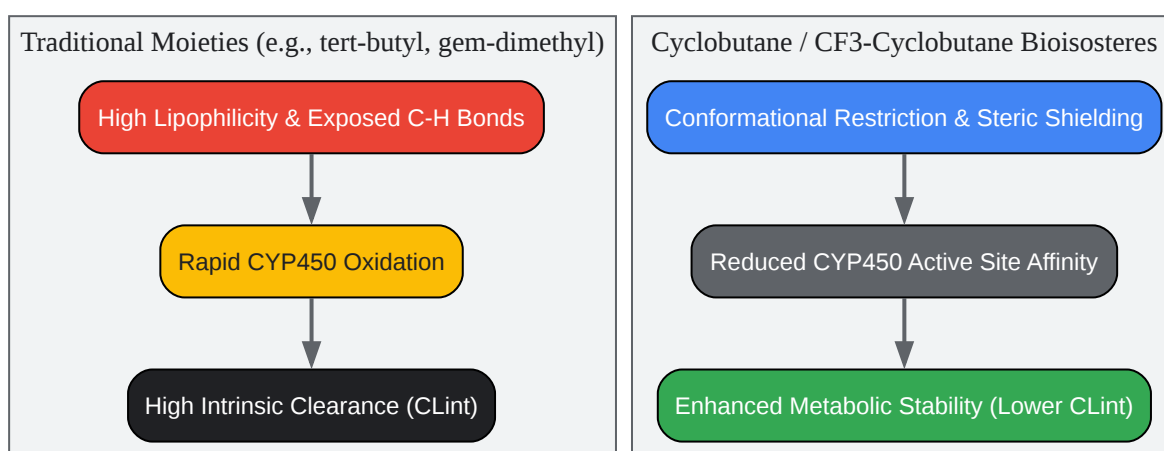 Traditional Moieties (e.g., tert-butyl, gem-dimethyl)
High Lipophilicity & Exposed C-H Bonds
Rapid CYP450 Oxidation
High Intrinsic Clearance (CLint)
Cyclobutane / CF3-Cyclobutane Bioisosteres
Conformational Restriction & Steric Shielding
Reduced CYP450 Active Site Affinity
Enhanced Metabolic Stability (Lower CLint)